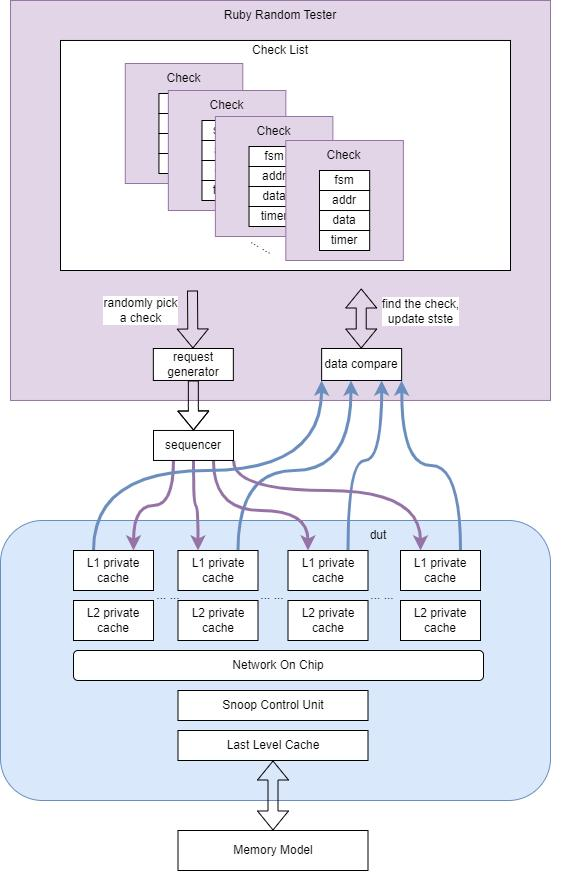 Ruby Random Tester
Check List
Check
Check
Check
fsm
addr
data
timer
Check
fsm
addr
data
timer
randomly pick
a check
find the check,
update stste
request
generator
data compare
sequencer
dut
L1 private
cache
L1 private
cache
L1 private
cache
L1 private
cache
L2 private
cache
L2 private
cache
L2 private
cache
L2 private
cache
Network On Chip
Snoop Control Unit
Last Level Cache
Memory Model